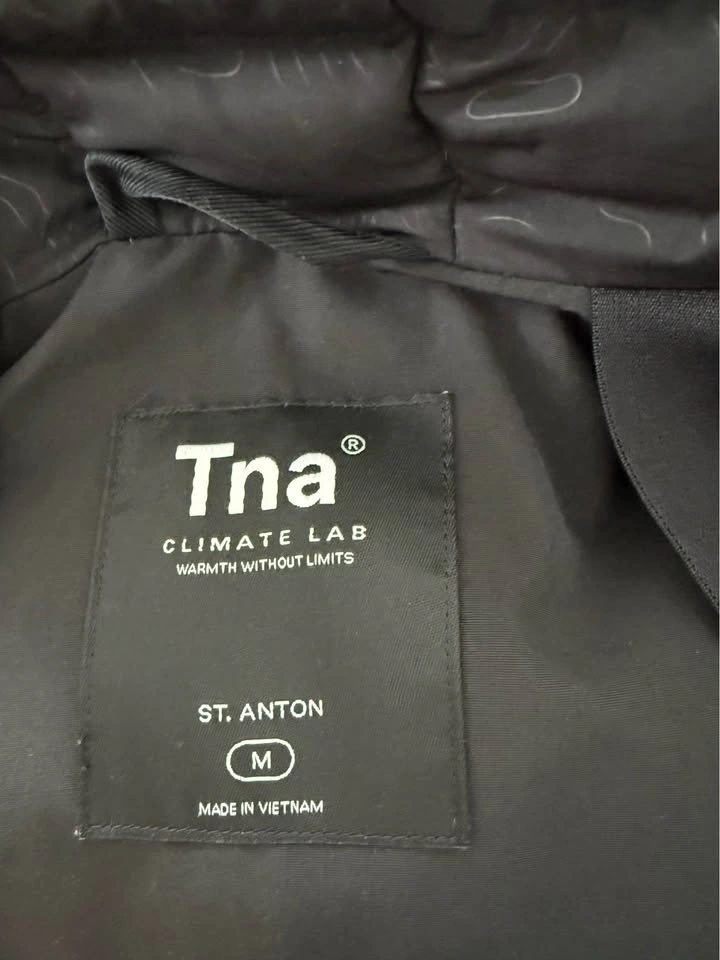 Tna®
CLIMATE LAB
WARMTH WITHOUT LIMITS
ST. ANTON
M
MADE IN VIETNAM